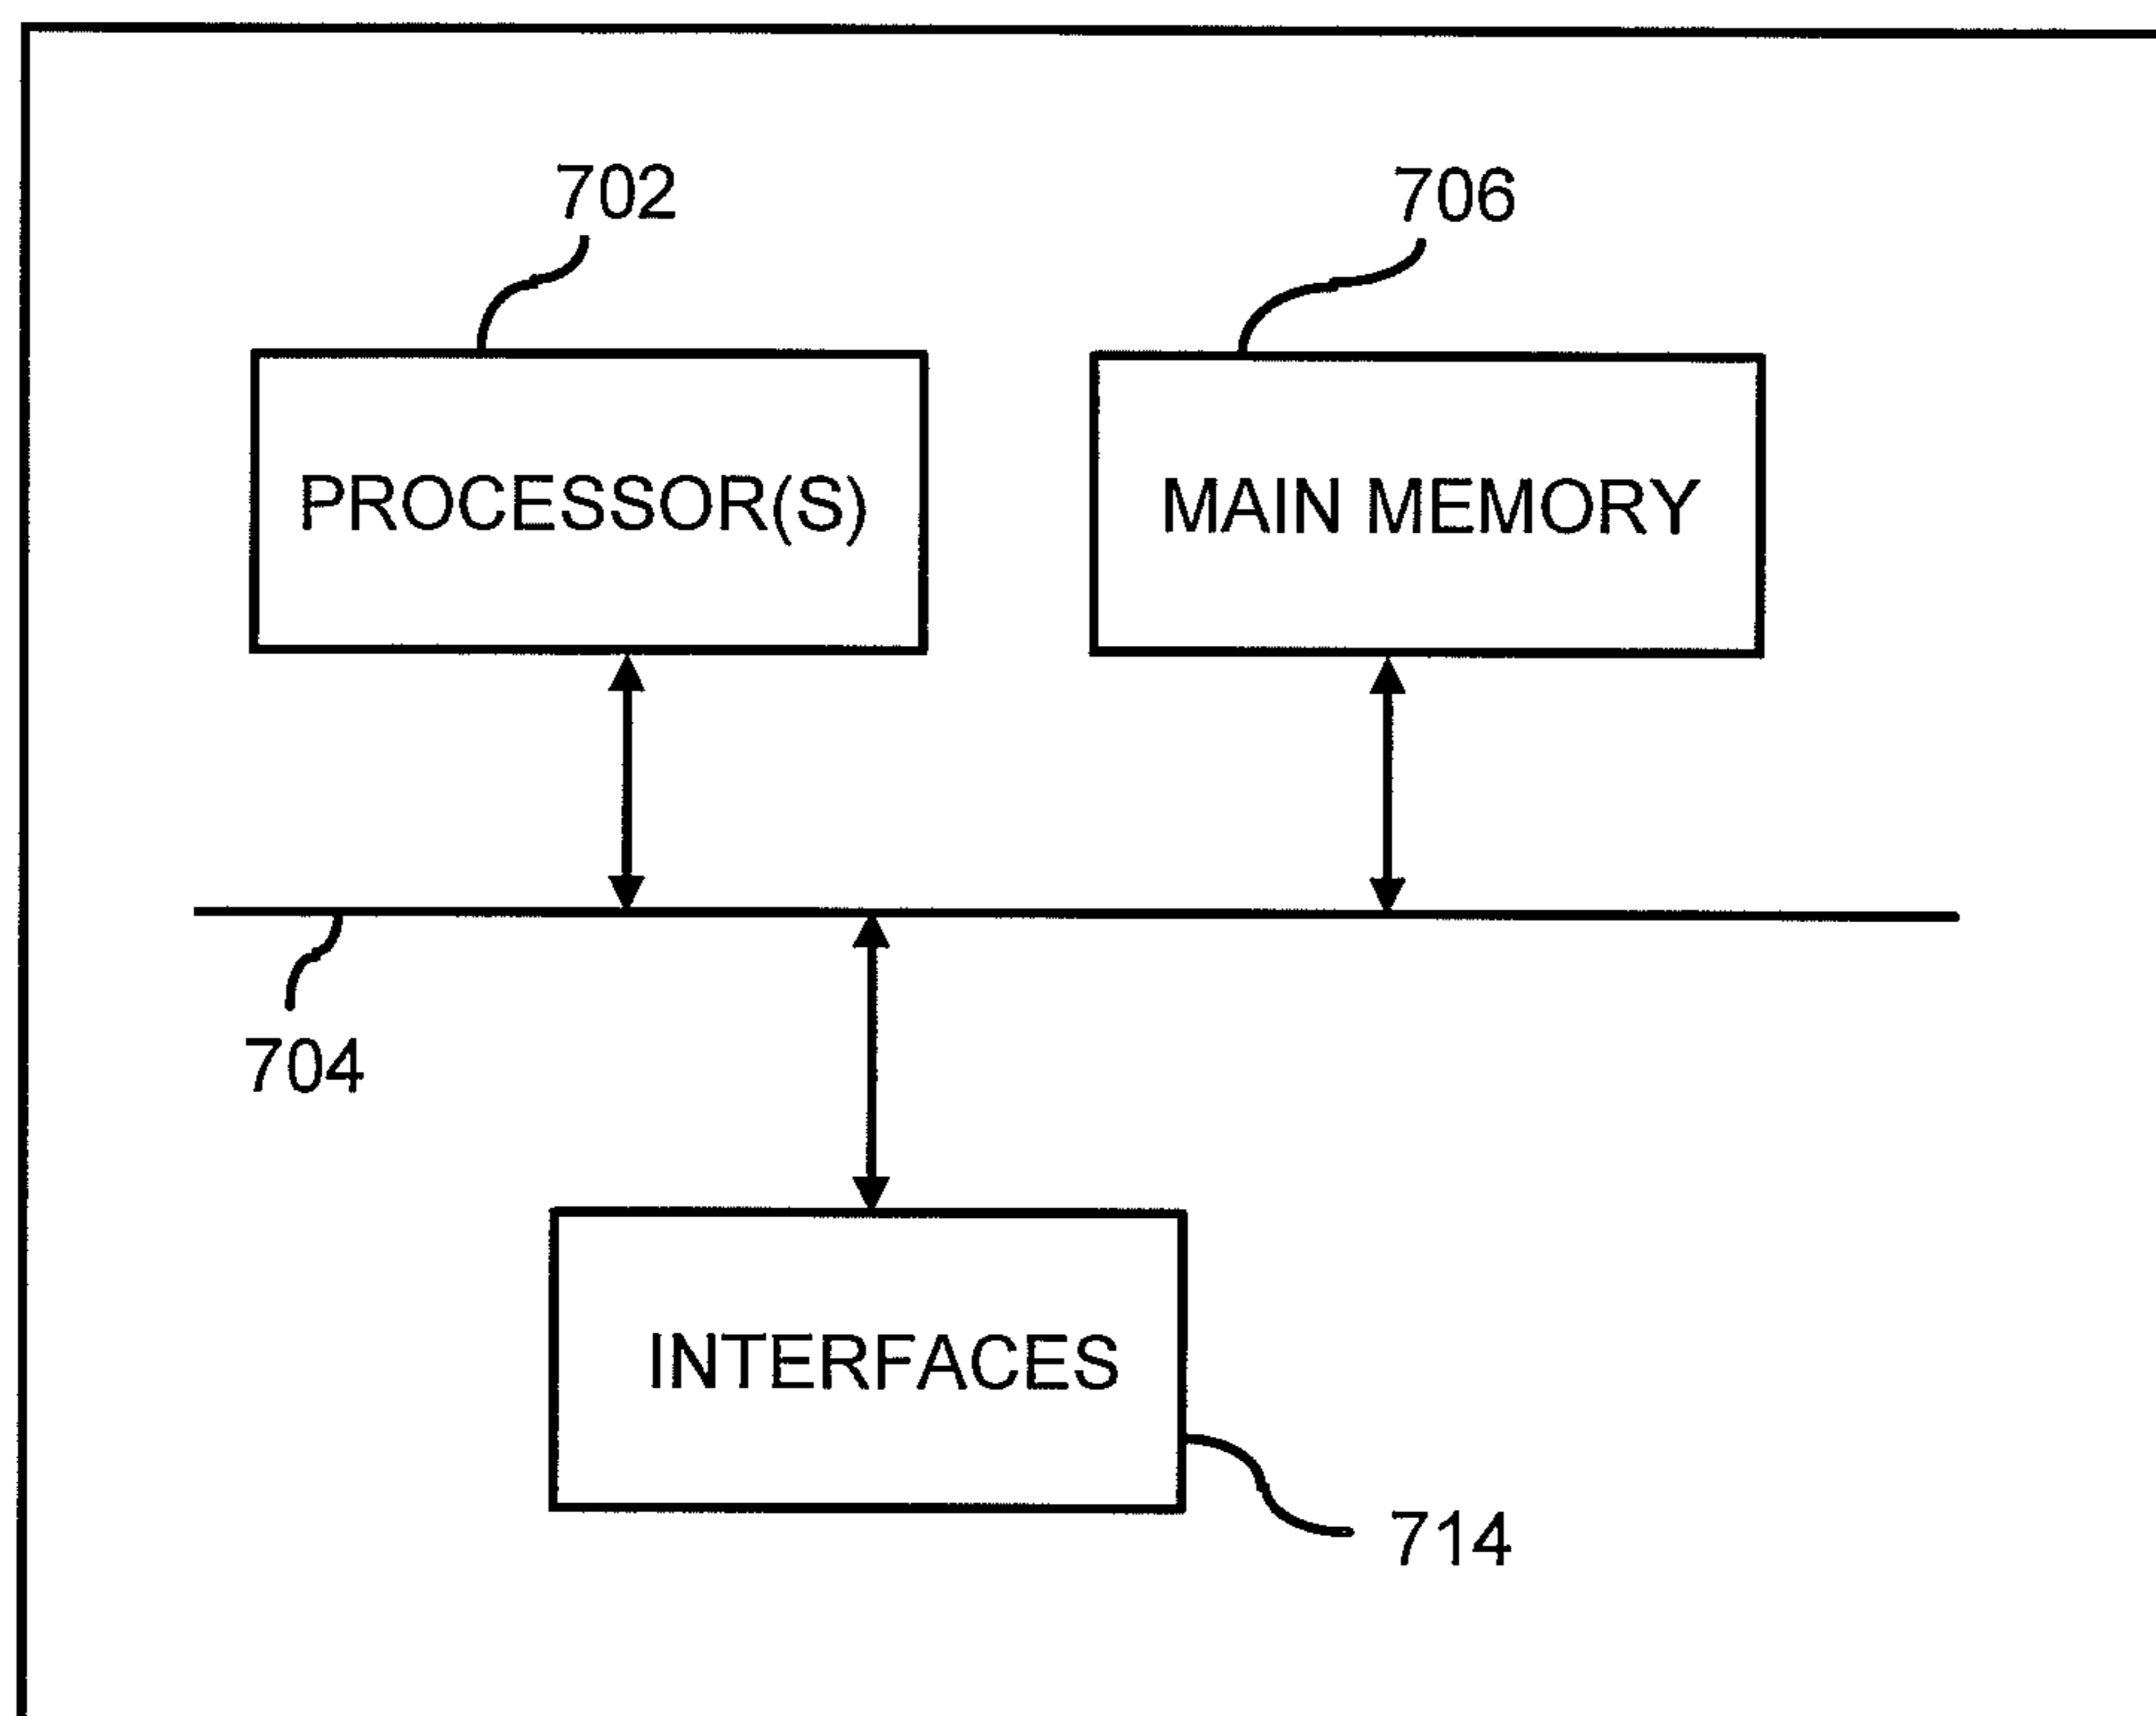 702
706
PROCESSOR(S)
MAIN MEMORY
704
INTERFACES
714